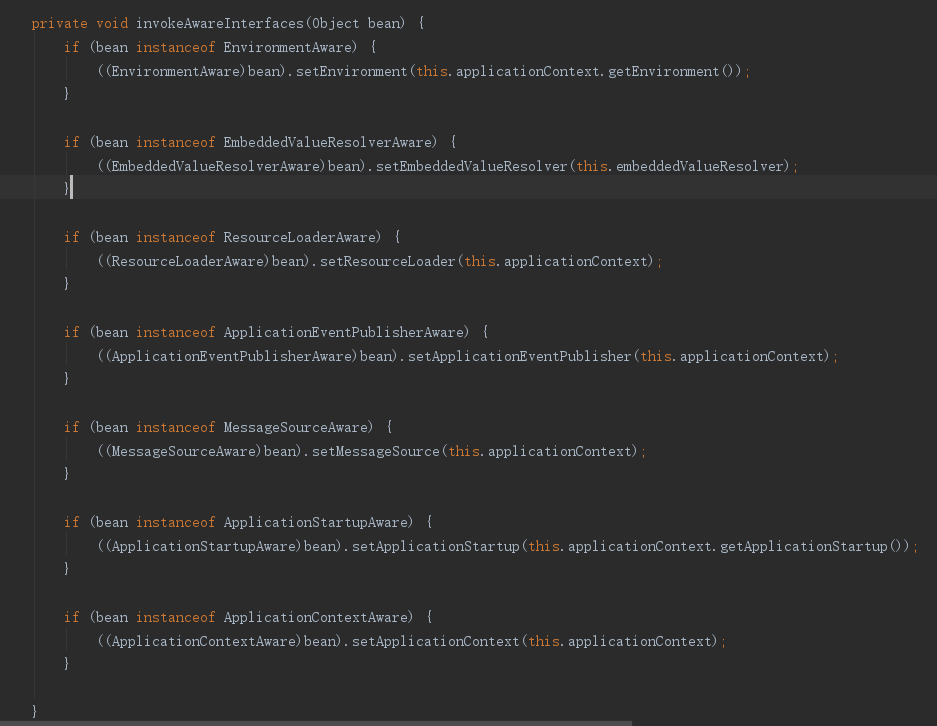 private void invokeAwareInterfaces(Object bean) {
if (bean instanceof EnvironmentAware) {
((EnvironmentAware)bean).setEnvironment(this.applicationContext.getEnvironment());
}
if (bean instanceof EmbeddedValueResolverAware) {
((EmbeddedValueResolverAware)bean).setEmbeddedValueResolver(this.embeddedValueResolver);
}
if (bean instanceof ResourceLoaderAware) {
((ResourceLoaderAware)bean).setResourceLoader(this.applicationContext);
}
if (bean instanceof ApplicationEventPublisherAware) {
((ApplicationEventPublisherAware)bean).setApplicationEventPublisher(this.applicationContext);
}
if (bean instanceof MessageSourceAware) {
((MessageSourceAware)bean).setMessageSource(this.applicationContext);
}
if (bean instanceof ApplicationStartupAware) {
((ApplicationStartupAware)bean).setApplicationStartup(this.applicationContext.getApplicationStartup());
}
if (bean instanceof ApplicationContextAware) {
((ApplicationContextAware)bean).setApplicationContext(this.applicationContext);
}
}